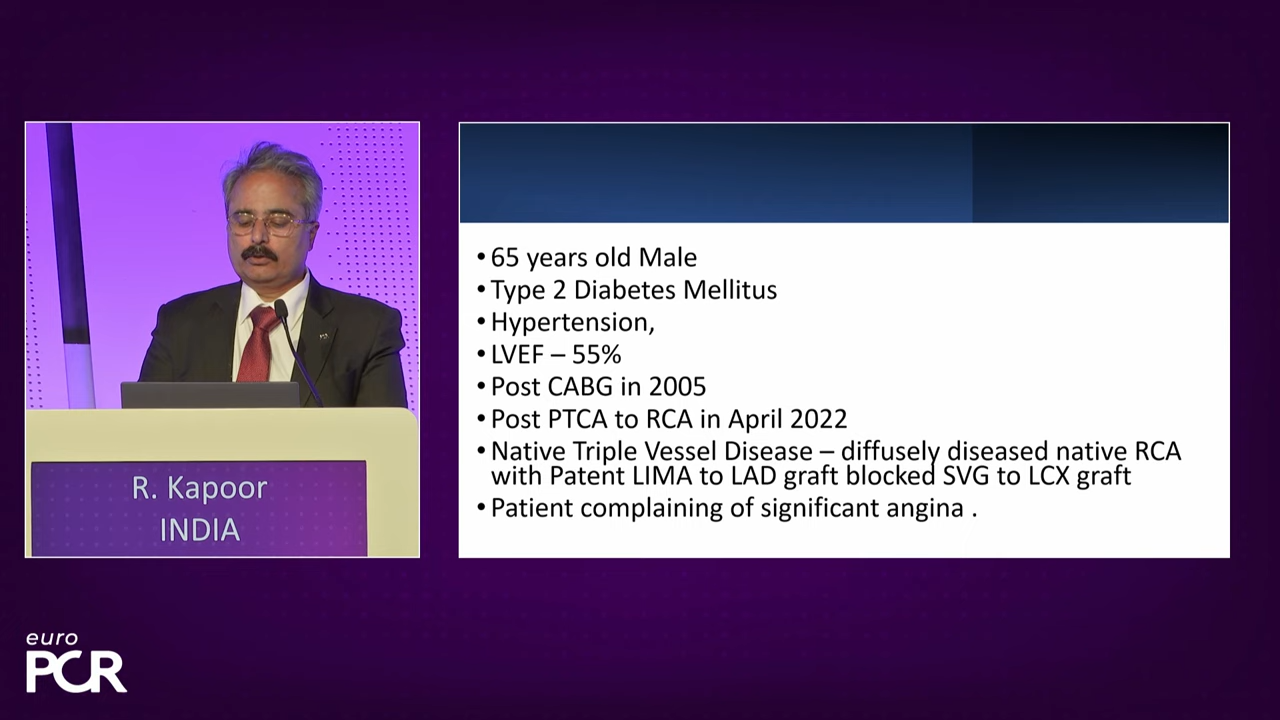 • 65 years old Male
• Type 2 Diabetes Mellitus
• Hypertension,
• LVEF – 55%
• Post CABG in 2005
• Post PTCA to RCA in April 2022
• Native Triple Vessel Disease – diffusely diseased native RCA
with Patent LIMA to LAD graft blocked SVG to LCX graft
• Patient complaining of significant angina .
R. Kapoor
INDIA
euro
PCR